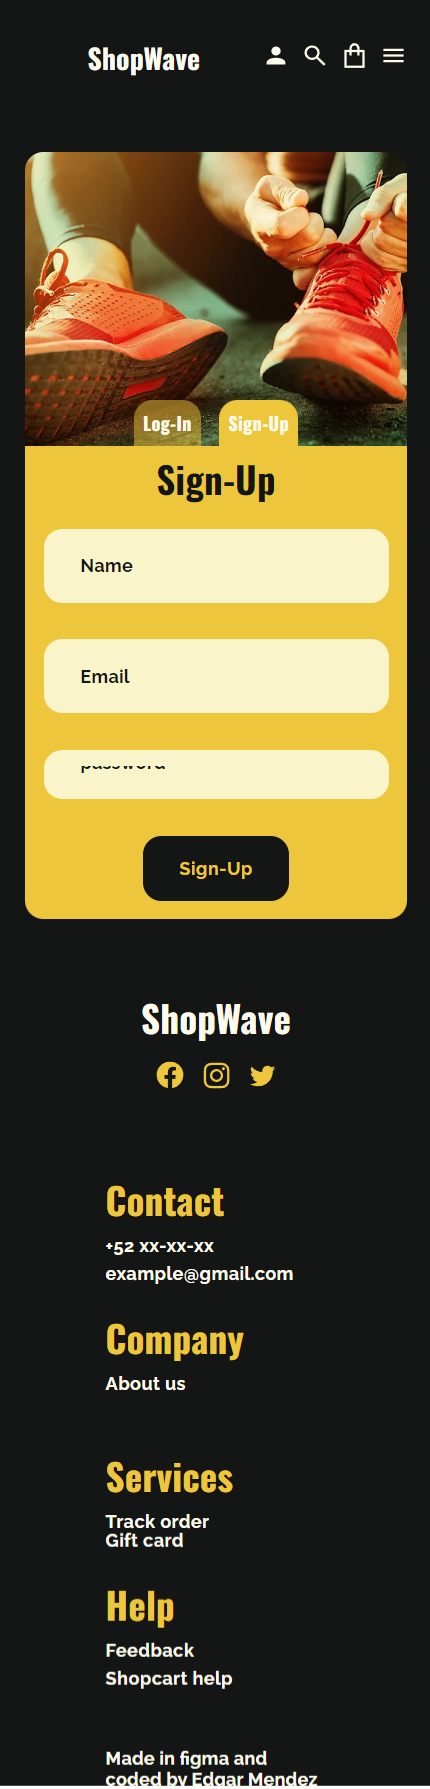 ShopWave
Log-In
Sign-Up
Sign-Up
Name
Email
password
Sign-Up
ShopWave
Contact
+52 xx-xx-xx
example@gmail.com
Company
About us
Services
Track order
Gift card
Help
Feedback
Shopcart help
Made in figma and
coded by Edgar Mendez